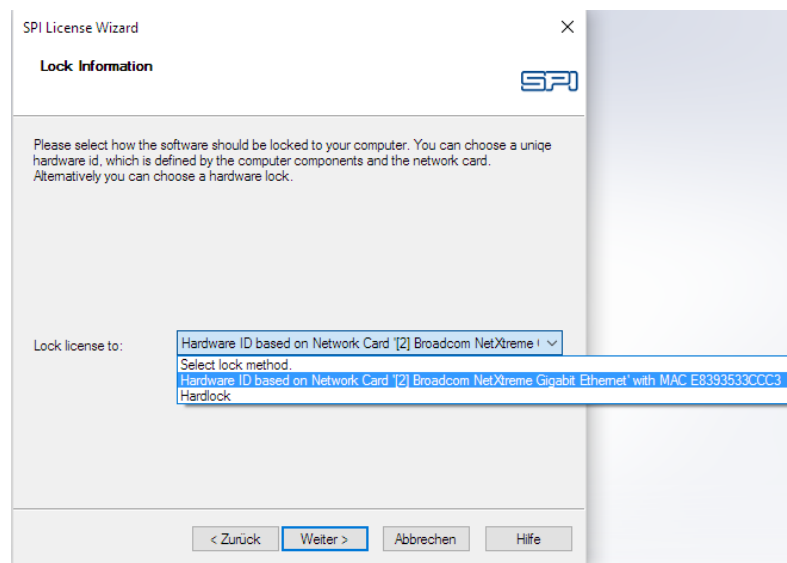 SPI License Wizard
Lock Information
SPI
Please select how the software should be locked to your computer. You can choose a uniqe
hardware id, which is defined by the computer components and the network card.
Alternatively you can choose a hardware lock.
Lock license to:
Hardware ID based on Network Card '[2] Broadcom NetXtreme
Select lock method.
Hardware ID based on Network Card '[2] Broadcom NetXtreme Gigabit Ethernet' with MAC E8393533CCC3
Hardlock
< Zurück
Weiter >
Abbrechen
Hilfe